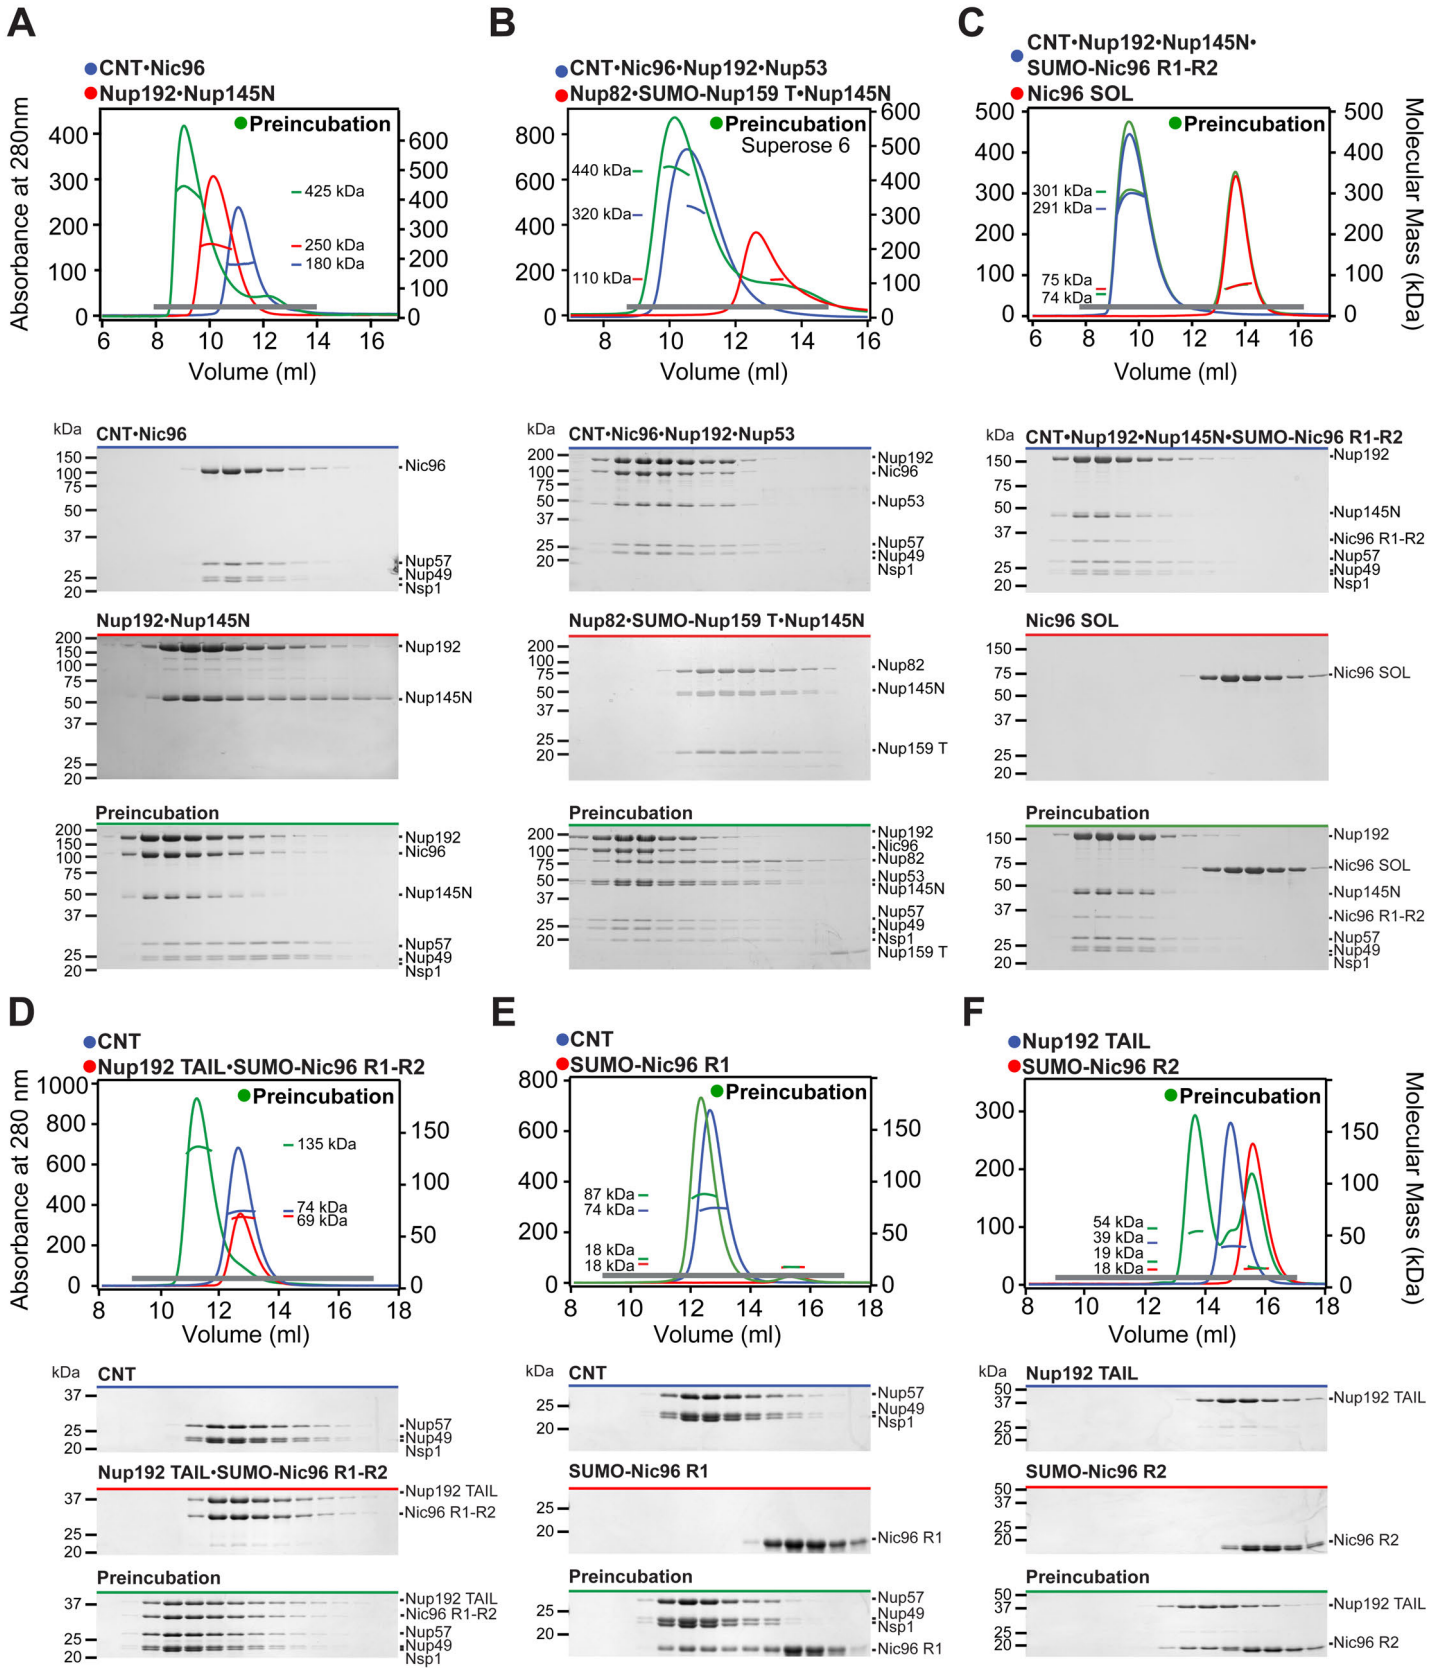 A
CNT•Nic96
Nup192•Nup145N
Preincubation
Absorbance at 280nm
400
300
200
100
0
600
500
400
300
200
100
0
425 kDa
250 kDa
180 kDa
6 8 10 12 14 16
Volume (ml)
kDa
CNT•Nic96
150
100
75
50
37
25
20
Nic96
Nup57
Nup49
Nsp1
Nup192•Nup145N
200
150
100
75
50
37
25
20
Nup192
Nup145N
Preincubation
200
150
100
75
50
37
25
20
Nup192
Nic96
Nup145N
Nup57
Nup49
Nsp1
B
CNT•Nic96•Nup192•Nup53
Nup82•SUMO-Nup159 T•Nup145N
Preincubation
Superose 6
800
600
400
200
0
600
500
400
300
200
100
0
440 kDa
320 kDa
110 kDa
8 10 12 14 16
Volume (ml)
kDa
CNT•Nic96•Nup192•Nup53
200
100
75
50
37
25
20
Nup192
Nic96
Nup53
Nup57
Nup49
Nsp1
Nup82•SUMO-Nup159 T•Nup145N
200
100
75
50
37
25
20
Nup82
Nup145N
Nup159 T
Preincubation
200
100
75
50
37
25
20
Nup192
Nic96
Nup82
Nup53
Nup145N
Nup57
Nup49
Nsp1
Nup159 T
C
CNT•Nup192•Nup145N•
SUMO-Nic96 R1-R2
Nic96 SOL
Preincubation
500
400
300
200
100
0
500
400
300
200
100
0
Molecular Mass (kDa)
301 kDa
291 kDa
75 kDa
74 kDa
6 8 10 12 14 16
Volume (ml)
kDa
CNT•Nup192•Nup145N•SUMO-Nic96 R1-R2
150
75
50
37
25
20
Nup192
Nup145N
Nic96 R1-R2
Nup57
Nup49
Nsp1
Nic96 SOL
150
75
50
37
25
20
Nic96 SOL
Preincubation
150
75
50
37
25
20
Nup192
Nic96 SOL
Nup145N
Nic96 R1-R2
Nup57
Nup49
Nsp1
D
CNT
Nup192 TAIL•SUMO-Nic96 R1-R2
Preincubation
Absorbance at 280 nm
1000
800
600
400
200
0
150
100
50
0
135 kDa
74 kDa
69 kDa
8 10 12 14 16 18
Volume (ml)
kDa
CNT
37
25
20
Nup57
Nup49
Nsp1
Nup192 TAIL•SUMO-Nic96 R1-R2
37
25
20
Nup192 TAIL
Nic96 R1-R2
Preincubation
37
25
20
Nup192 TAIL
Nic96 R1-R2
Nup57
Nup49
Nsp1
E
CNT
SUMO-Nic96 R1
Preincubation
800
600
400
200
0
150
100
50
0
87 kDa
74 kDa
18 kDa
18 kDa
8 10 12 14 16 18
Volume (ml)
kDa
CNT
25
20
Nup57
Nup49
Nsp1
SUMO-Nic96 R1
25
20
Nic96 R1
Preincubation
25
20
Nup57
Nup49
Nsp1
Nic96 R1
F
Nup192 TAIL
SUMO-Nic96 R2
Preincubation
300
200
100
0
150
100
50
0
Molecular Mass (kDa)
54 kDa
39 kDa
19 kDa
18 kDa
8 10 12 14 16 18
Volume (ml)
kDa
Nup192 TAIL
50
37
25
20
Nup192 TAIL
SUMO-Nic96 R2
50
37
25
20
Nic96 R2
Preincubation
50
37
25
20
Nup192 TAIL
Nic96 R2